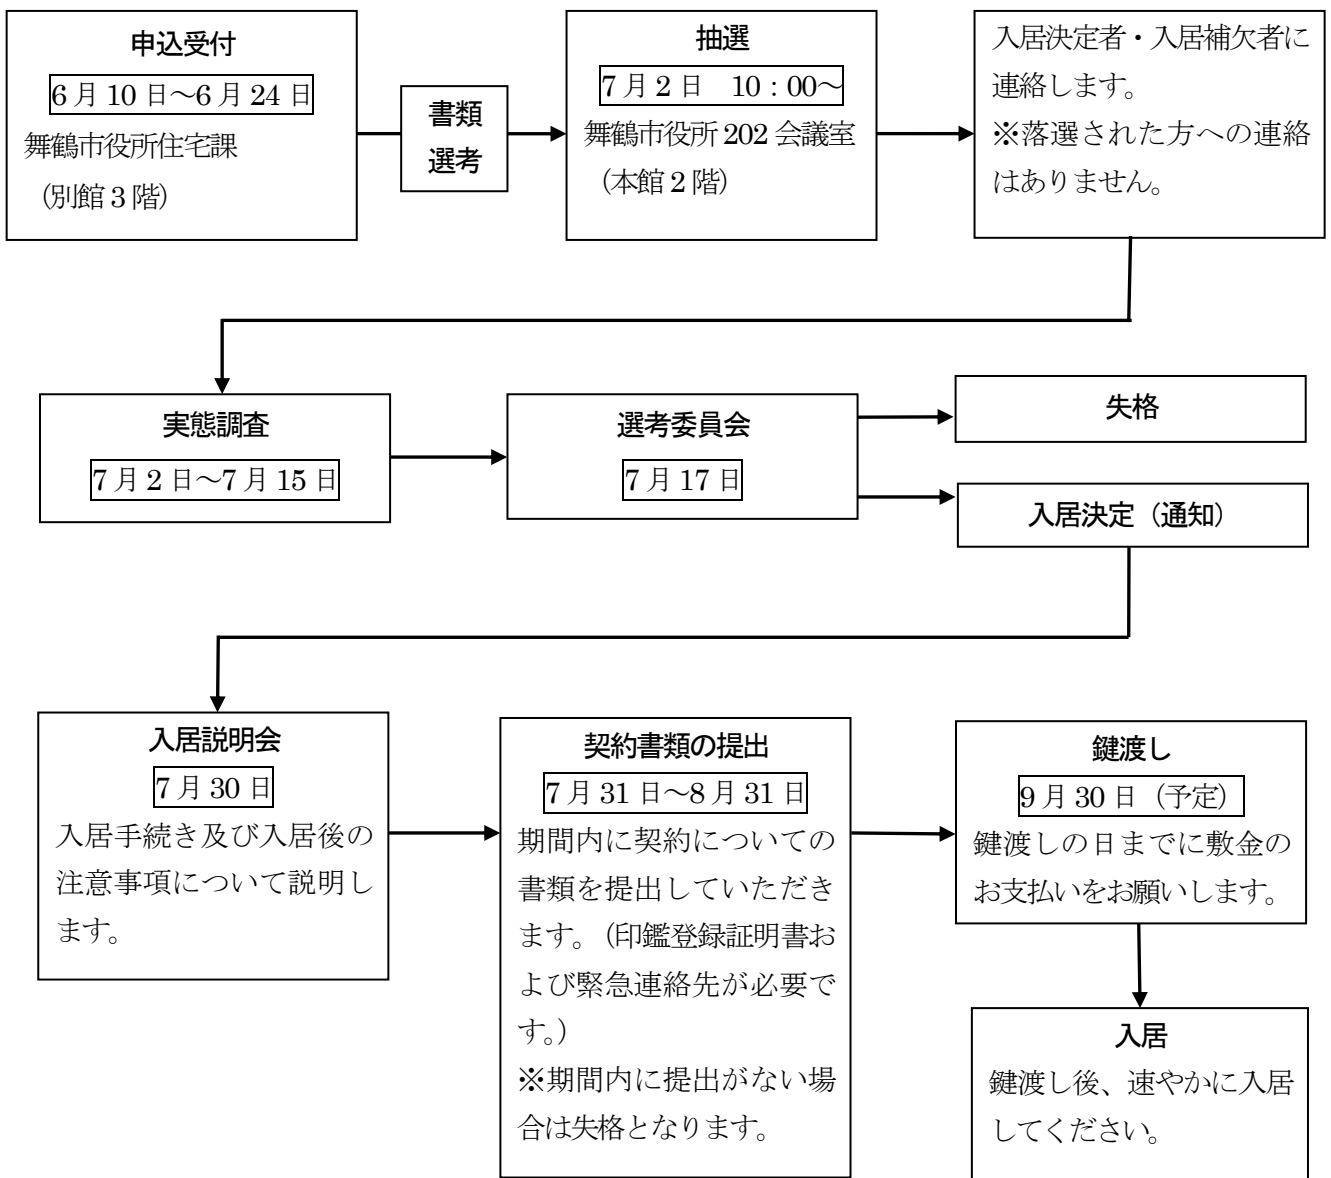 申込受付
6月10日～6月24日
舞鶴市役所住宅課
（別館3階）
書類
選考
抽選
7月2日　10：00～
舞鶴市役所202会議室
（本館2階）
入居決定者・入居補欠者に
連絡します。
※落選された方への連絡
はありません。
実態調査
7月2日～7月15日
選考委員会
7月17日
失格
入居決定（通知）
入居説明会
7月30日
入居手続き及び入居後の
注意事項について説明し
ます。
契約書類の提出
7月31日～8月31日
期間内に契約についての
書類を提出していただき
ます。（印鑑登録証明書お
よび緊急連絡先が必要で
す。）
※期間内に提出がない場
合は失格となります。
鍵渡し
9月30日（予定）
鍵渡しの日までに敷金の
お支払いをお願いします。
入居
鍵渡し後、速やかに入居
してください。